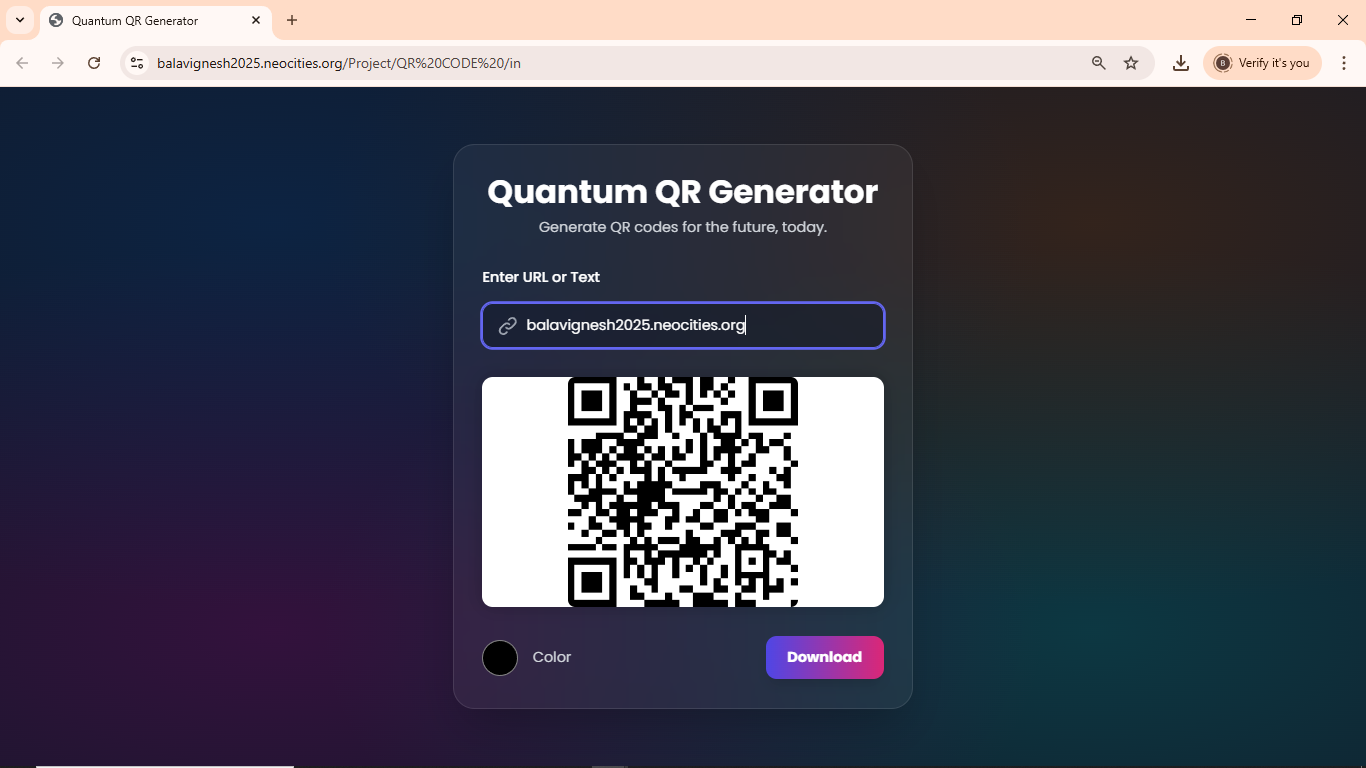 Quantum QR Generator
balavignesh2025.neocities.org/Project/QR%20CODE%20/in
B Verify it's you
Quantum QR Generator
Generate QR codes for the future, today.
Enter URL or Text
balavignesh2025.neocities.org
Color
Download